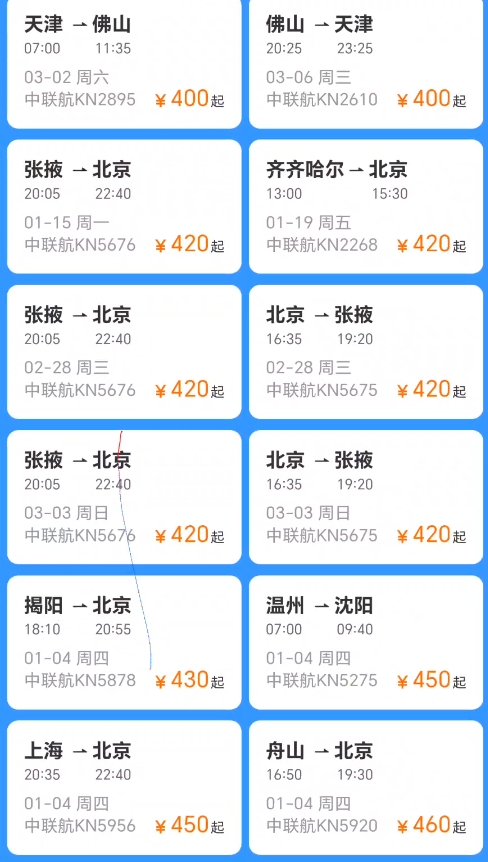 天津 ⇀ 佛山
07:00 11:35
03-02 周六
中联航KN2895 ¥400起
佛山 ⇀ 天津
20:25 23:25
03-06 周三
中联航KN2610 ¥400起
张掖 ⇀ 北京
20:05 22:40
01-15 周一
中联航KN5676 ¥420起
齐齐哈尔 ⇀ 北京
13:00 15:30
01-19 周五
中联航KN2268 ¥420起
张掖 ⇀ 北京
20:05 22:40
02-28 周三
中联航KN5676 ¥420起
北京 ⇀ 张掖
16:35 19:20
02-28 周三
中联航KN5675 ¥420起
张掖 ⇀ 北京
20:05 22:40
03-03 周日
中联航KN5676 ¥420起
北京 ⇀ 张掖
16:35 19:20
03-03 周日
中联航KN5675 ¥420起
揭阳 ⇀ 北京
18:10 20:55
01-04 周四
中联航KN5878 ¥430起
温州 ⇀ 沈阳
07:00 09:40
01-04 周四
中联航KN5275 ¥450起
上海 ⇀ 北京
20:35 22:40
01-04 周四
中联航KN5956 ¥450起
舟山 ⇀ 北京
16:50 19:30
01-04 周四
中联航KN5920 ¥460起